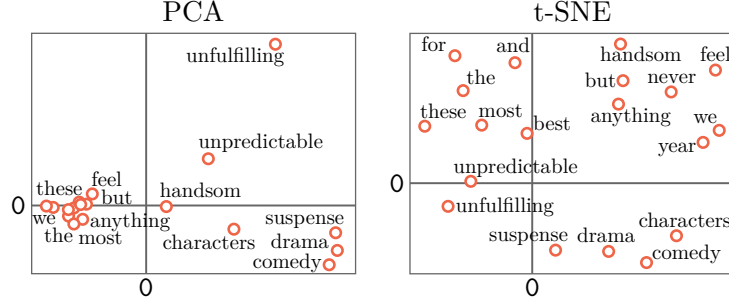 PCA
unfulfilling
unpredictable
these
feel
but
handsom
0
we
anything
the
most
characters
suspense
drama
comedy
0
t-SNE
for
and
handsom
feel
the
but
never
these
most
best
anything
we
year
unpredictable
0
unfulfilling
suspense
drama
characters
comedy
0